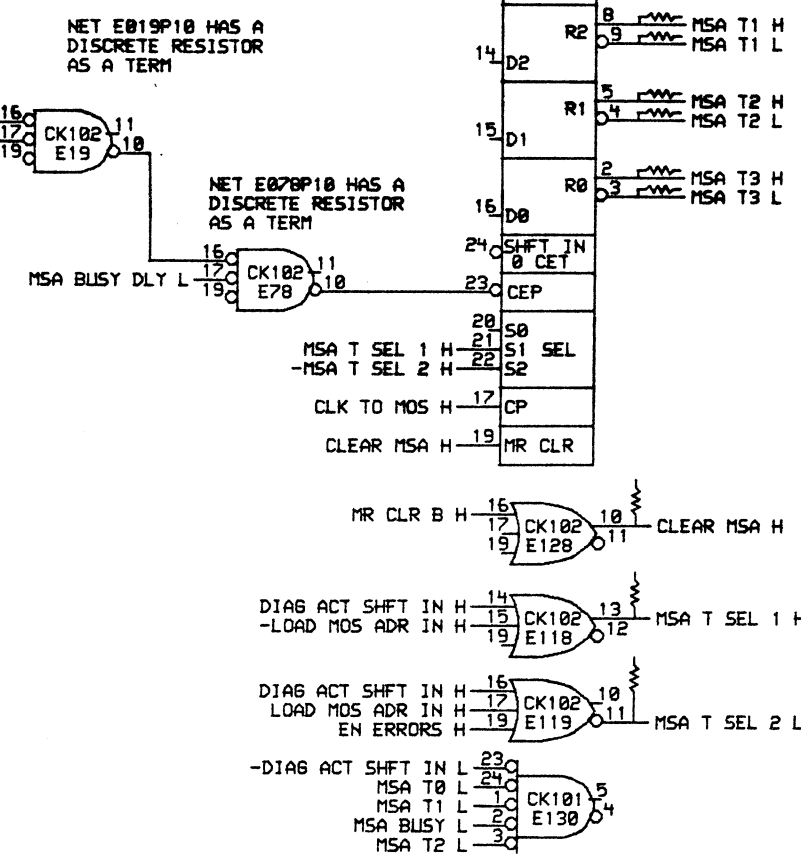 NET E019P10 HAS A
DISCRETE RESISTOR
AS A TERM
16
17
19
CK102
E19
11
10
NET E078P10 HAS A
DISCRETE RESISTOR
AS A TERM
MSA BUSY DLY L
16
17
19
CK102
E78
11
10
R2
8 MSA T1 H
9 MSA T1 L
14 D2
R1
5 MSA T2 H
4 MSA T2 L
15 D1
R0
2 MSA T3 H
3 MSA T3 L
16 D0
24 SHFT IN
0 CET
23 CEP
20 S0
MSA T SEL 1 H 21 S1 SEL
-MSA T SEL 2 H 22 S2
CLK TO MOS H 17 CP
CLEAR MSA H 19 MR CLR
MR CLR B H 16
17
19
CK102
E128
10 CLEAR MSA H
11
DIAG ACT SHFT IN H 14
-LOAD MOS ADR IN H 15
19
CK102
E118
13 MSA T SEL 1 H
12
DIAG ACT SHFT IN H 16
LOAD MOS ADR IN H 17
EN ERRORS H 19
CK102
E119
10
11 MSA T SEL 2 L
-DIAG ACT SHFT IN L 23
MSA T0 L 24
MSA T1 L 1
MSA BUSY L 2
MSA T2 L 3
CK101
E130
5
4